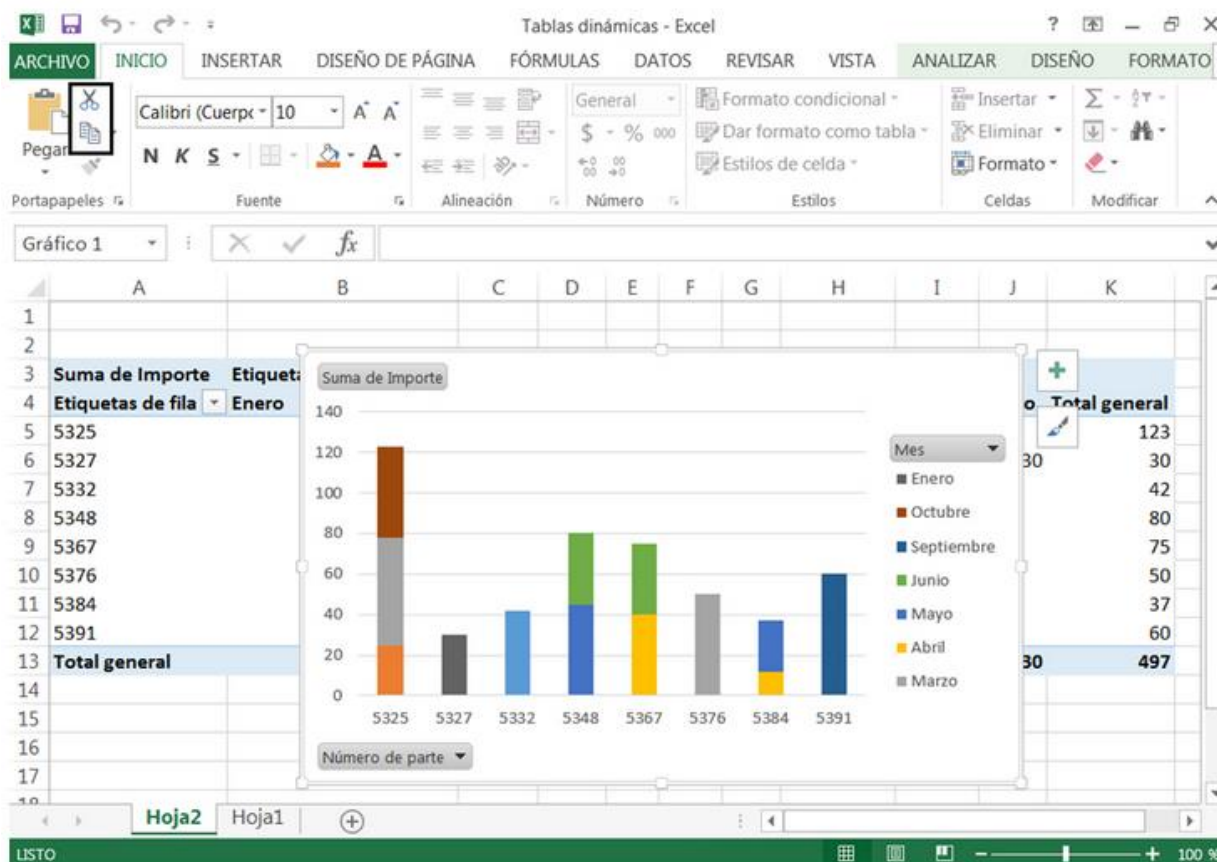 Tablas dinámicas - Excel
?
ARCHIVO INICIO INSERTAR DISEÑO DE PÁGINA FÓRMULAS DATOS REVISAR VISTA ANALIZAR DISEÑO FORMATO
Calibri (Cuerpc 10 A A General Formato condicional Insertar Σ
$ % 000 Dar formato como tabla Eliminar
Pegar N K S A Estilos de celda Formato
Portapapeles Fuente Alineación Número Estilos Celdas Modificar
Gráfico 1 fx
A B C D E F G H I J K
1
2
3 Suma de Importe Etiqueta
4 Etiquetas de fila Enero o Total general
5 5325 123
6 5327 30 30
7 5332 42
8 5348 80
9 5367 75
10 5376 50
11 5384 37
12 5391 60
13 Total general 30 497
14
15
16
17
18
Suma de Importe
140
120
100
80
60
40
20
0
5325 5327 5332 5348 5367 5376 5384 5391
Número de parte
Mes
Enero
Octubre
Septiembre
Junio
Mayo
Abril
Marzo
Hoja2 Hoja1
LISTO 100 %